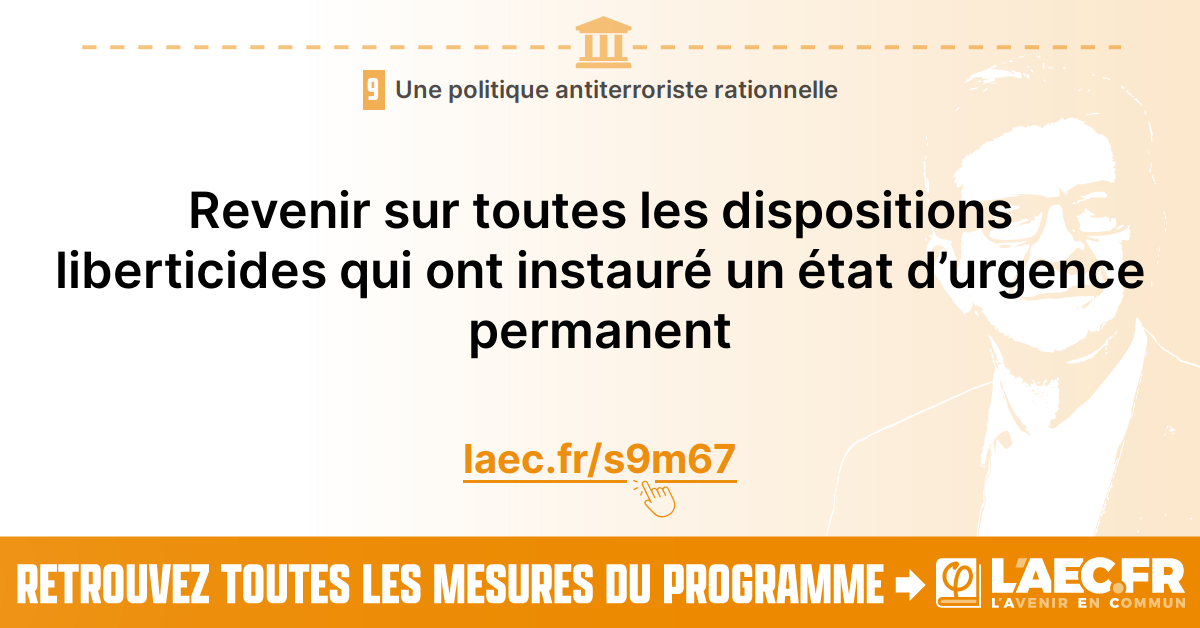 9 Une politique antiterroriste rationnelle
Revenir sur toutes les dispositions
liberticides qui ont instauré un état d’urgence
permanent
laec.fr/s9m67
RETROUVEZ TOUTES LES MESURES DU PROGRAMME
φ L'AEC.FR
L'AVENIR EN COMMUN